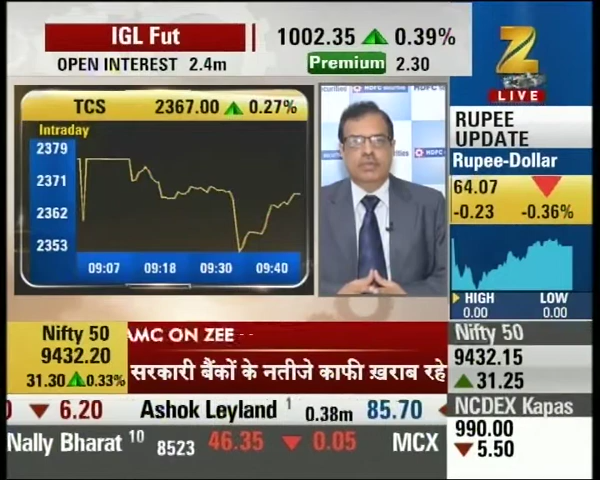 IGL Fut
1002.35 0.39%
OPEN INTEREST 2.4m
Premium 2.30
Z
LIVE
TCS 2367.00 0.27%
Intraday
2379
2371
2362
2353
09:07 09:18 09:30 09:40
HDFC
HDFC
RUPEE
UPDATE
Rupee-Dollar
64.07
-0.23 -0.36%
HIGH LOW
0.00 0.00
Nifty 50
9432.20
31.30 0.33%
AMC ON ZEE
सरकारी बैंकों के नतीजे काफी ख़राब रहे
Nifty 50
9432.15
31.25
6.20 Ashok Leyland 1 0.38m 85.70
NCDEX Kapas
990.00
5.50
Nally Bharat 10 8523 46.35 0.05 MCX